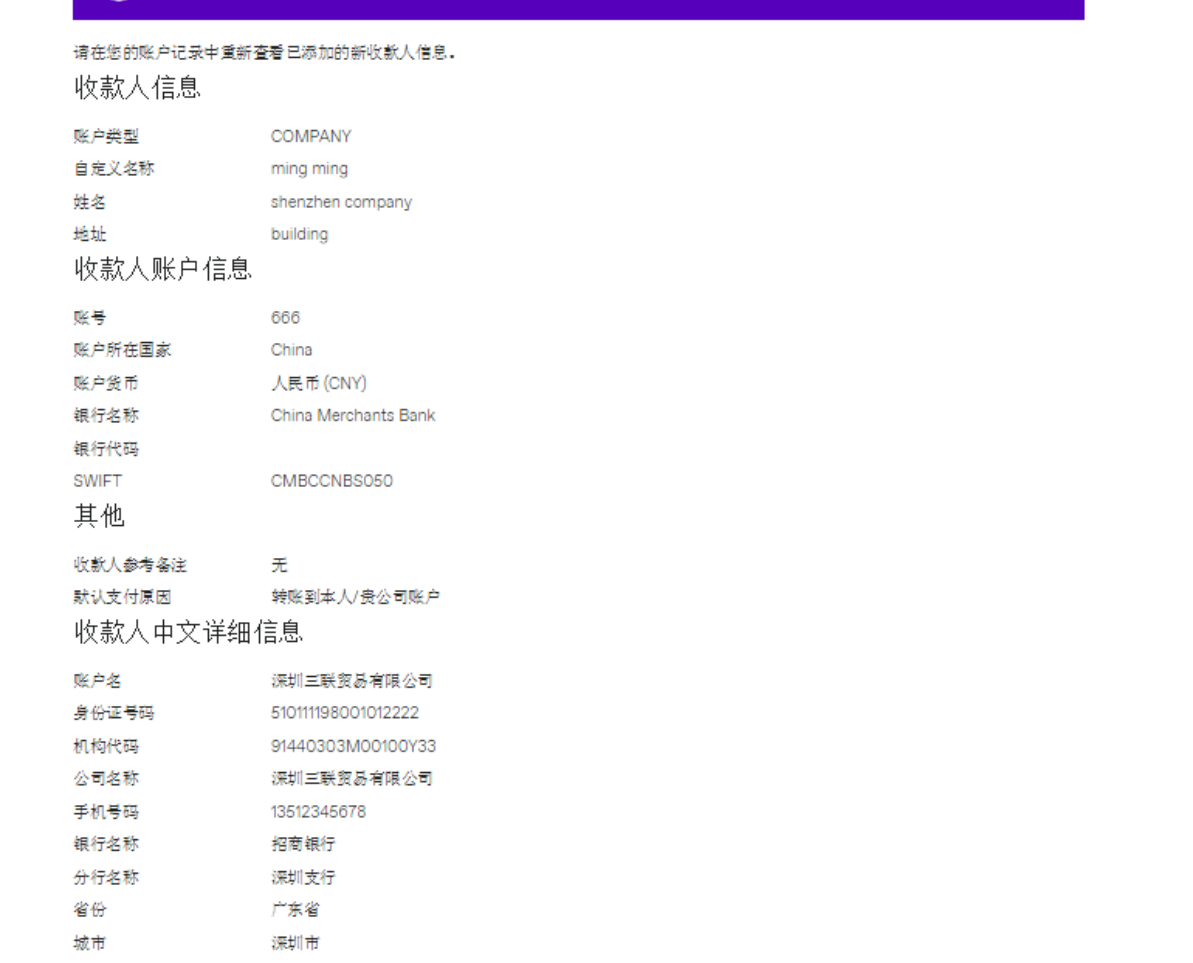 请在您的账户记录中重新查看已添加的新收款人信息。
收款人信息
账户类型 COMPANY
自定义名称 ming ming
姓名 shenzhen company
地址 building
收款人账户信息
账号 666
账户所在国家 China
账户货币 人民币 (CNY)
银行名称 China Merchants Bank
银行代码
SWIFT CMBCCNBS050
其他
收款人参考备注 无
默认支付原因 转账到本人/贵公司账户
收款人中文详细信息
账户名 深圳三联贸易有限公司
身份证号码 510111198001012222
机构代码 91440303M00100Y33
公司名称 深圳三联贸易有限公司
手机号码 13512345678
银行名称 招商银行
分行名称 深圳支行
省份 广东省
城市 深圳市